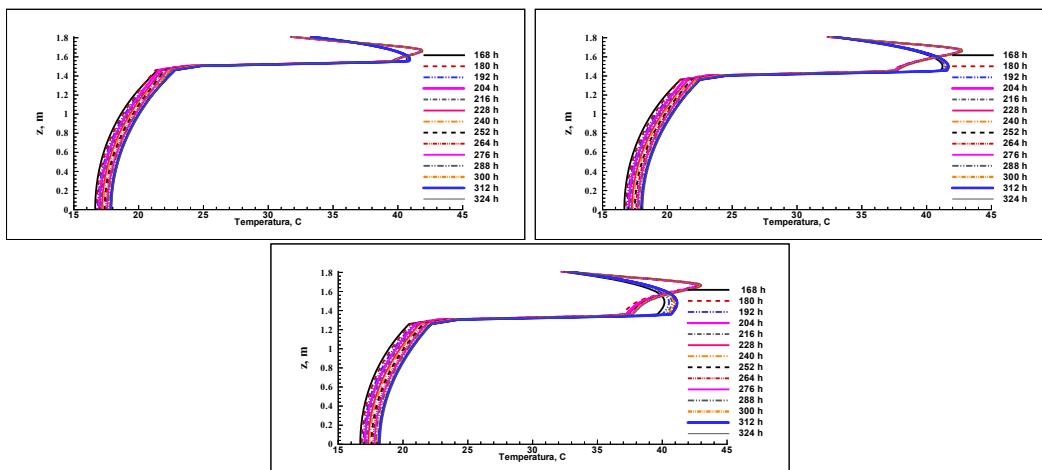 1.8
1.6
1.4
1.2
1
0.8
0.6
0.4
0.2
0
z, m
15 20 25 30 35 40 45
Temperatura, C
168 h
180 h
192 h
204 h
216 h
228 h
240 h
252 h
264 h
276 h
288 h
300 h
312 h
324 h
1.8
1.6
1.4
1.2
1
0.8
0.6
0.4
0.2
0
z, m
15 20 25 30 35 40 45
Temperatura, C
168 h
180 h
192 h
204 h
216 h
228 h
240 h
252 h
264 h
276 h
288 h
300 h
312 h
324 h
1.8
1.6
1.4
1.2
1
0.8
0.6
0.4
0.2
0
z, m
15 20 25 30 35 40 45
Temperatura, C
168 h
180 h
192 h
204 h
216 h
228 h
240 h
252 h
264 h
276 h
288 h
300 h
312 h
324 h